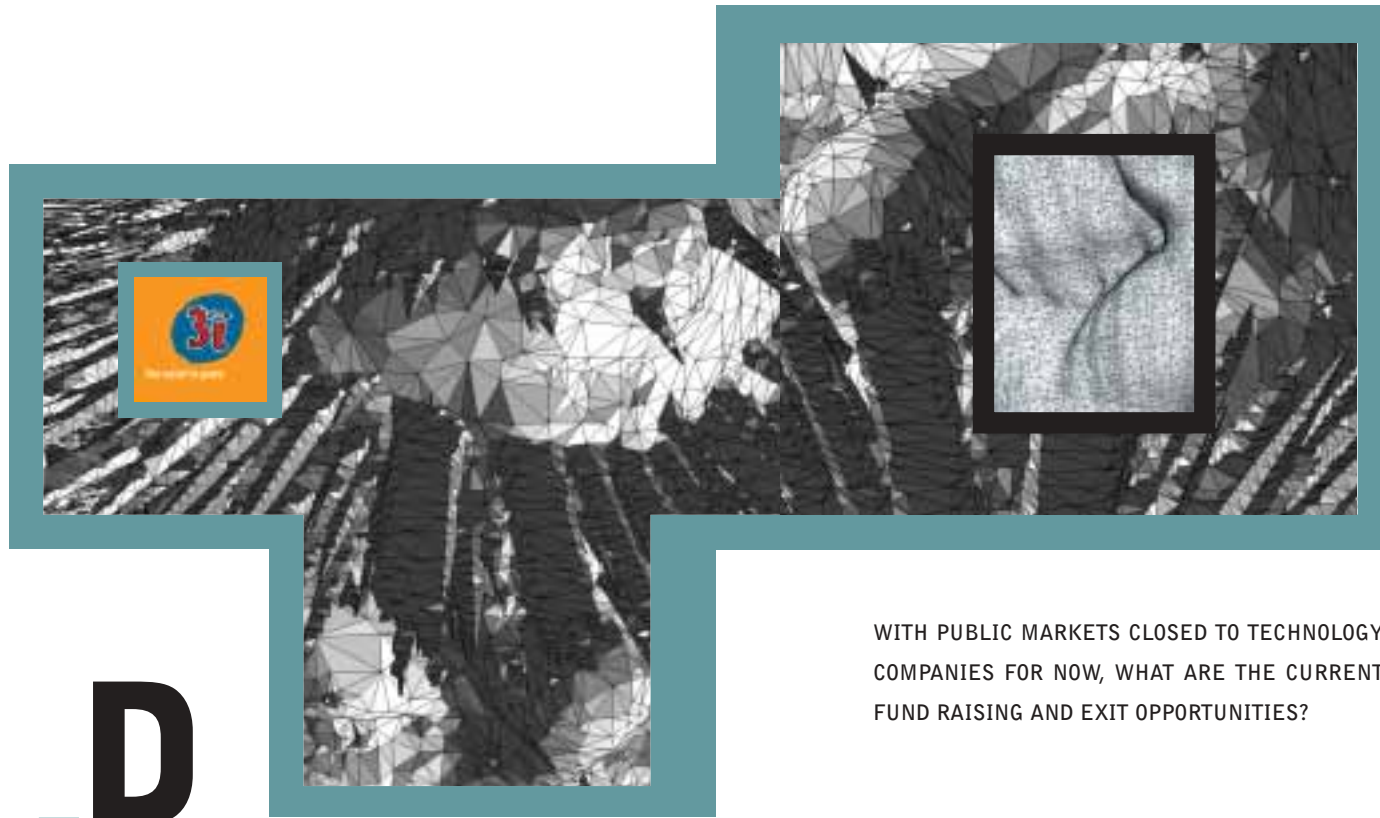 3i
WITH PUBLIC MARKETS CLOSED TO TECHNOLOGY
COMPANIES FOR NOW, WHAT ARE THE CURRENT
FUND RAISING AND EXIT OPPORTUNITIES?
D